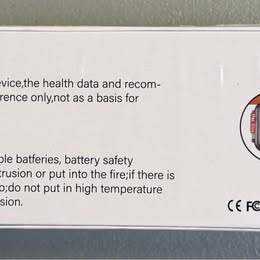 evice,the health data and recom-
rence only,not as a basis for
ble batferies, battery safety
trusion or put into the fire;if there is
o;do not put in high temperature
sion.
CE FC